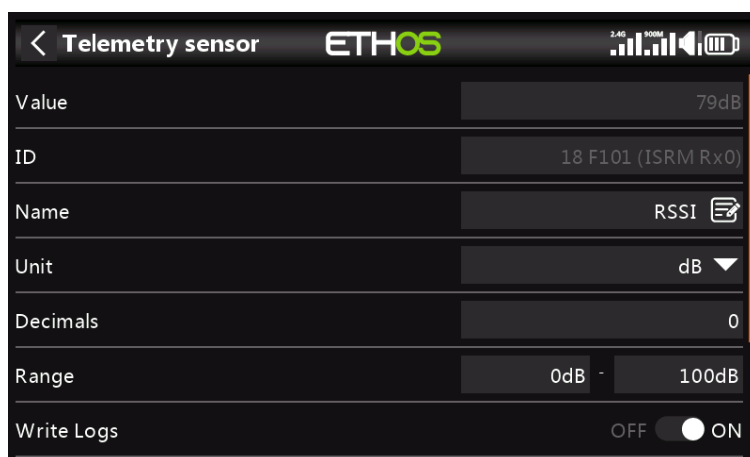 Telemetry sensor ETHOS 2.4G 900M
Value 79dB
ID 18 F101 (ISRM Rx0)
Name RSSI
Unit dB
Decimals 0
Range 0dB - 100dB
Write Logs OFF ON